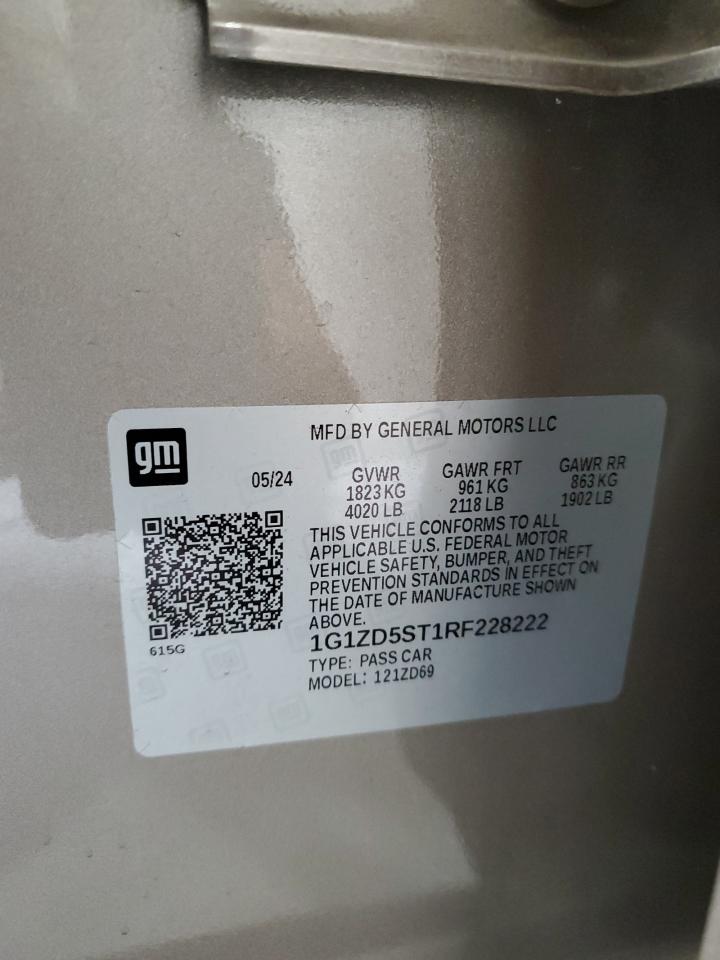 gm
MFD BY GENERAL MOTORS LLC
05/24
GVWR GAWR FRT GAWR RR
1823 KG 961 KG 863 KG
4020 LB 2118 LB 1902 LB
THIS VEHICLE CONFORMS TO ALL
APPLICABLE U.S. FEDERAL MOTOR
VEHICLE SAFETY, BUMPER, AND THEFT
PREVENTION STANDARDS IN EFFECT ON
THE DATE OF MANUFACTURE SHOWN
ABOVE.
615G
1G1ZD5ST1RF228222
TYPE: PASS CAR
MODEL: 121ZD69